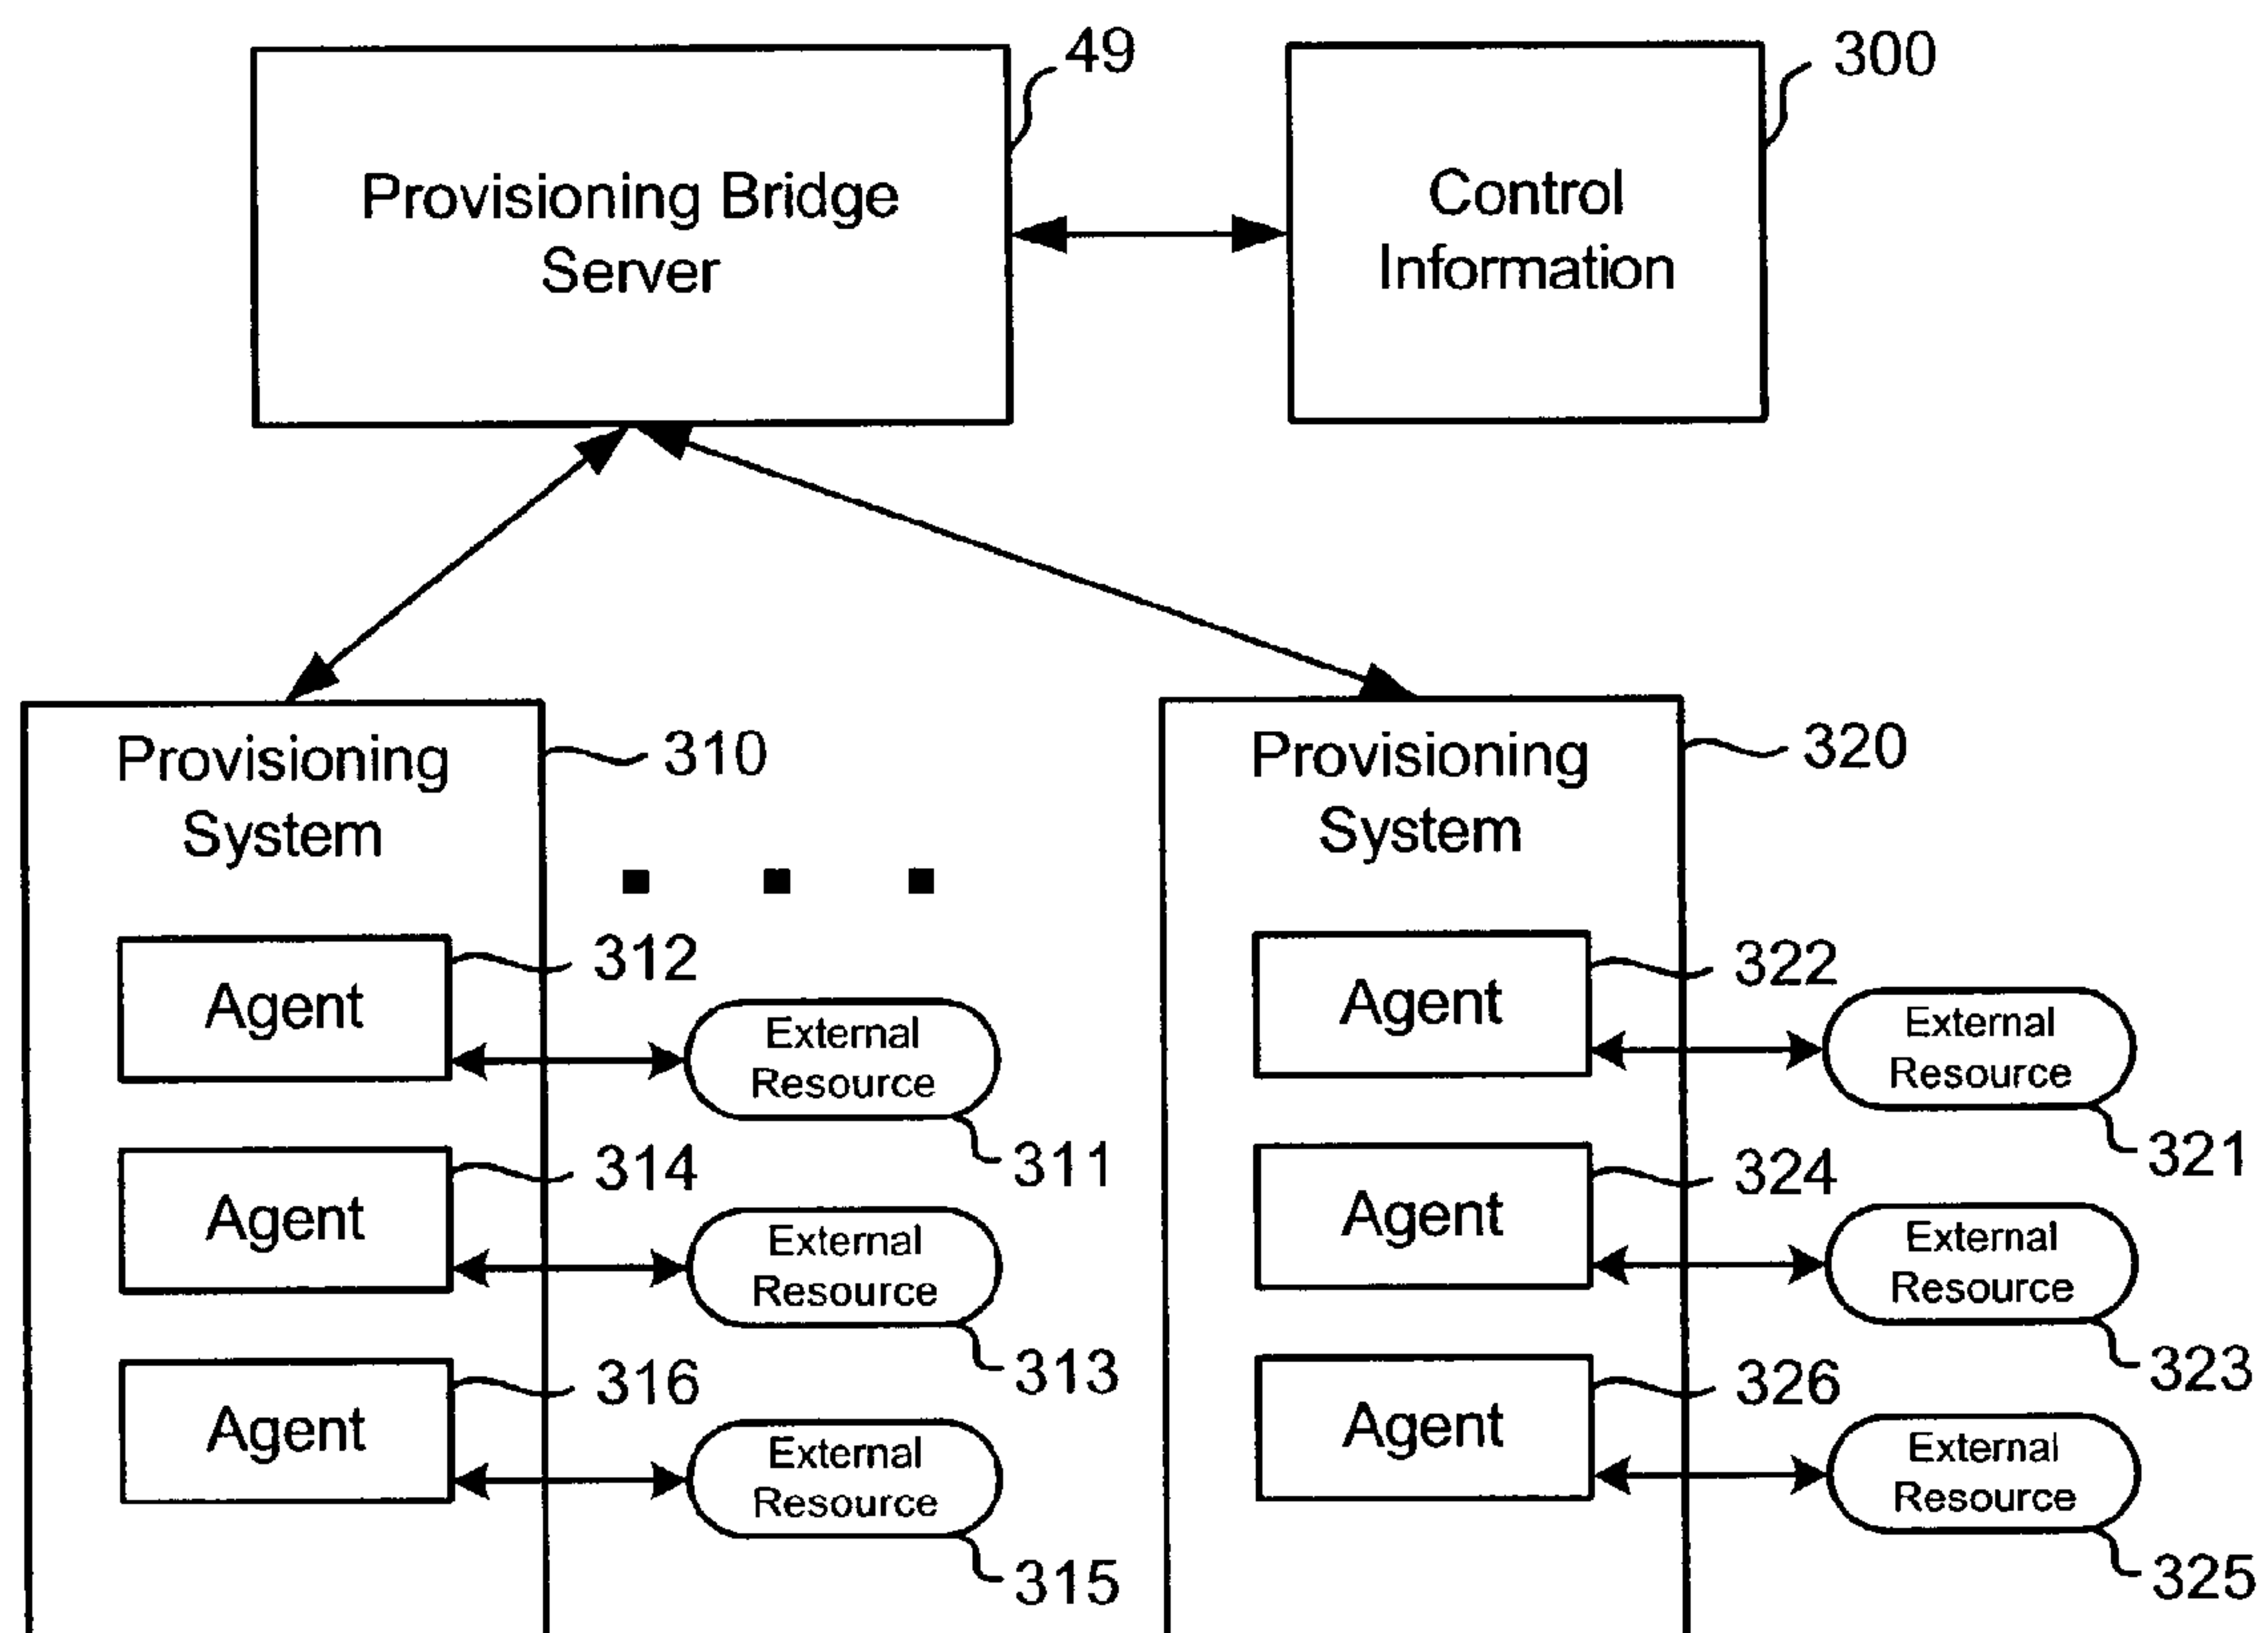 49
300
Provisioning Bridge
Server
Control
Information
Provisioning
System
310
Agent
312
External
Resource
311
Agent
314
External
Resource
313
Agent
316
External
Resource
315
Provisioning
System
320
Agent
322
External
Resource
321
Agent
324
External
Resource
323
Agent
326
External
Resource
325